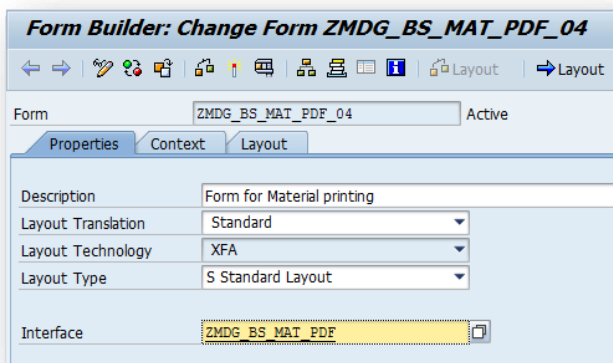 Form Builder: Change Form ZMDG_BS_MAT_PDF_04
Layout Layout
Form ZMDG_BS_MAT_PDF_04 Active
Properties Context Layout
Description Form for Material printing
Layout Translation Standard
Layout Technology XFA
Layout Type S Standard Layout
Interface ZMDG_BS_MAT_PDF